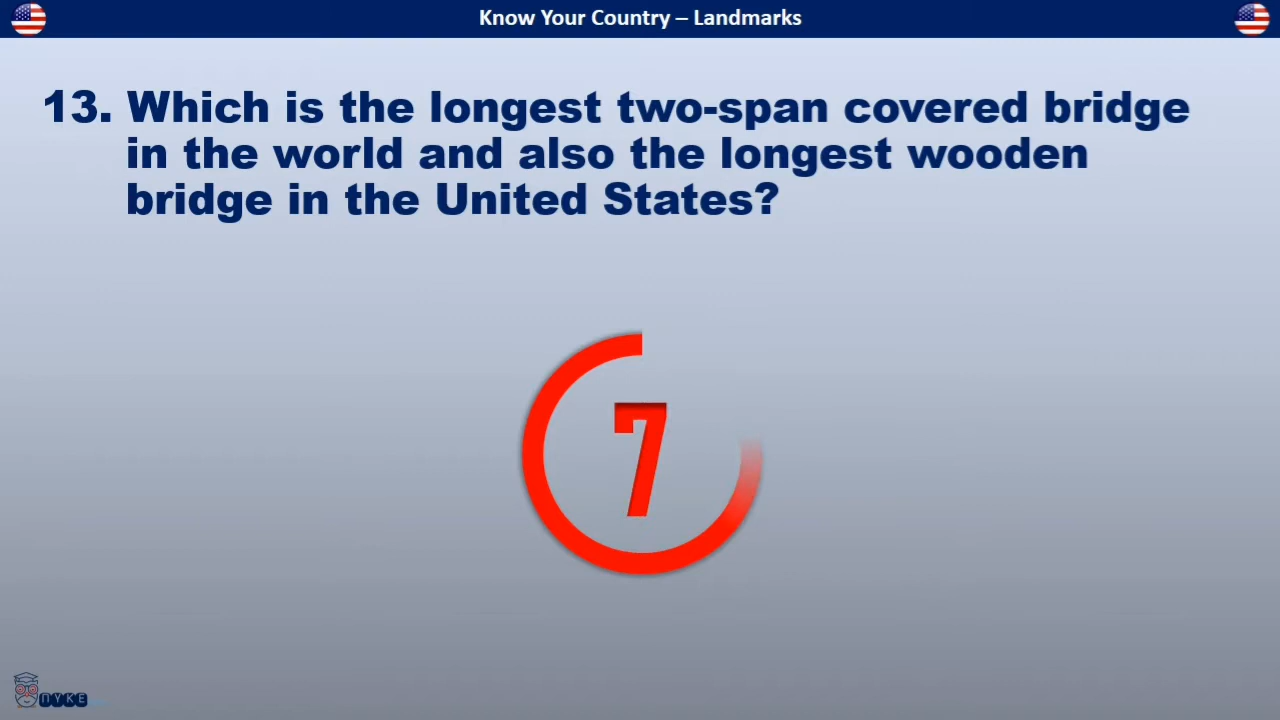 Know Your Country – Landmarks
13. Which is the longest two-span covered bridge
in the world and also the longest wooden
bridge in the United States?
7
NYKE